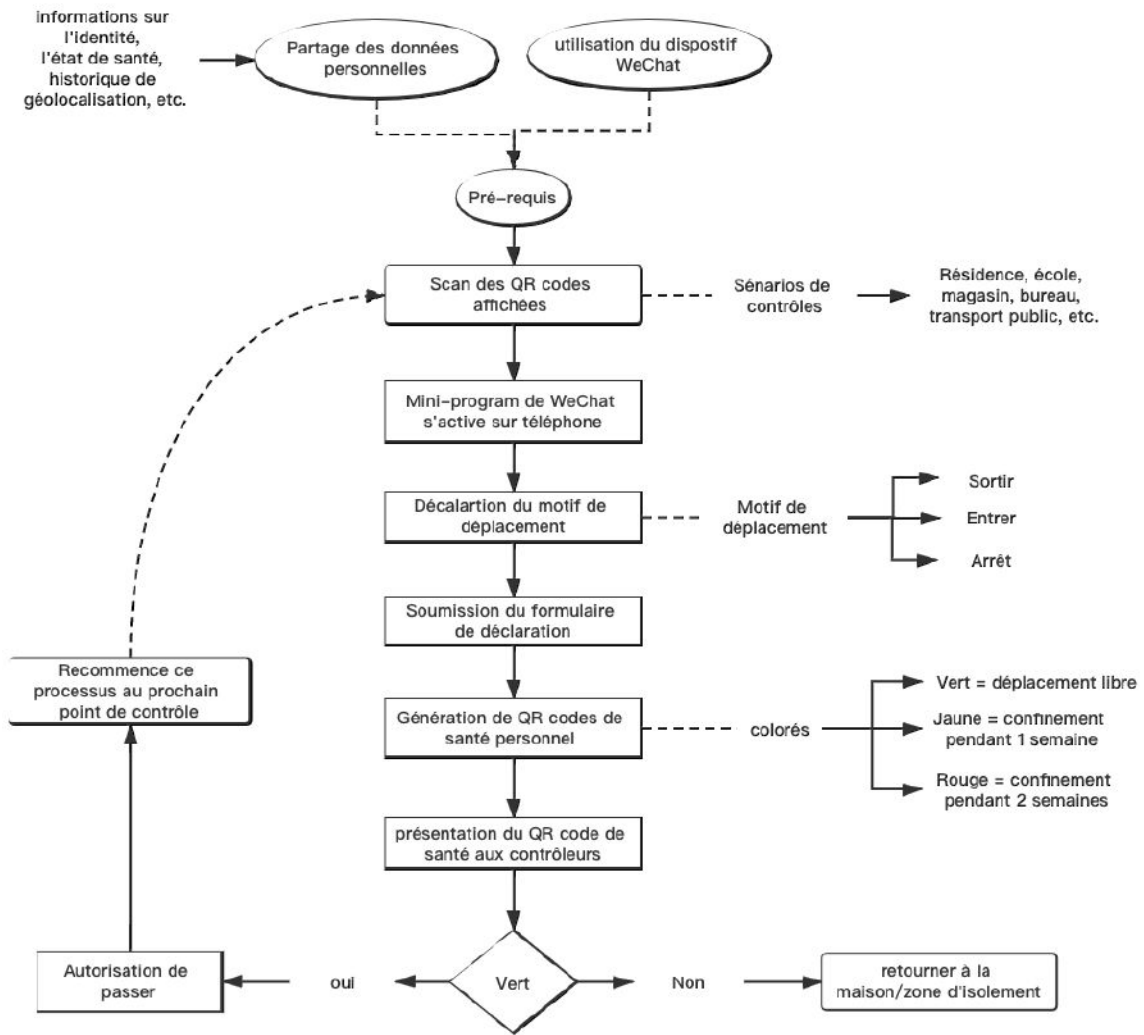 informations sur
l'identité,
l'état de santé,
historique de
géolocalisation, etc.
Partage des données
personnelles
utilisation du dispostif
WeChat
Pré-requis
Scan des QR codes
affichées
Sénarios de
contrôles
Résidence, école,
magasin, bureau,
transport public, etc.
Mini-program de WeChat
s'active sur téléphone
Décalartion du motif de
déplacement
Motif de
déplacement
Sortir
Entrer
Arrêt
Soumission du formulaire
de déclaration
Recommence ce
processus au prochain
point de contrôle
Génération de QR codes de
santé personnel
colorés
Vert = déplacement libre
Jaune = confinement
pendant 1 semaine
Rouge = confinement
pendant 2 semaines
présentation du QR code de
santé aux contrôleurs
Vert
oui
Autorisation de
passer
Non
retourner à la
maison/zone d'isolement